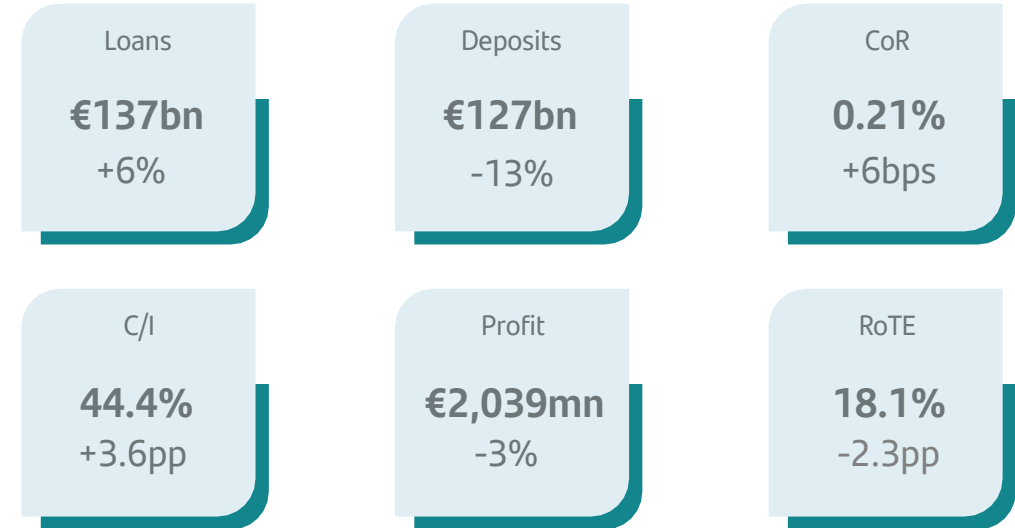 Loans
€137bn
+6%
Deposits
€127bn
-13%
CoR
0.21%
+6bps
C/I
44.4%
+3.6pp
Profit
€2,039mn
-3%
RoTE
18.1%
-2.3pp